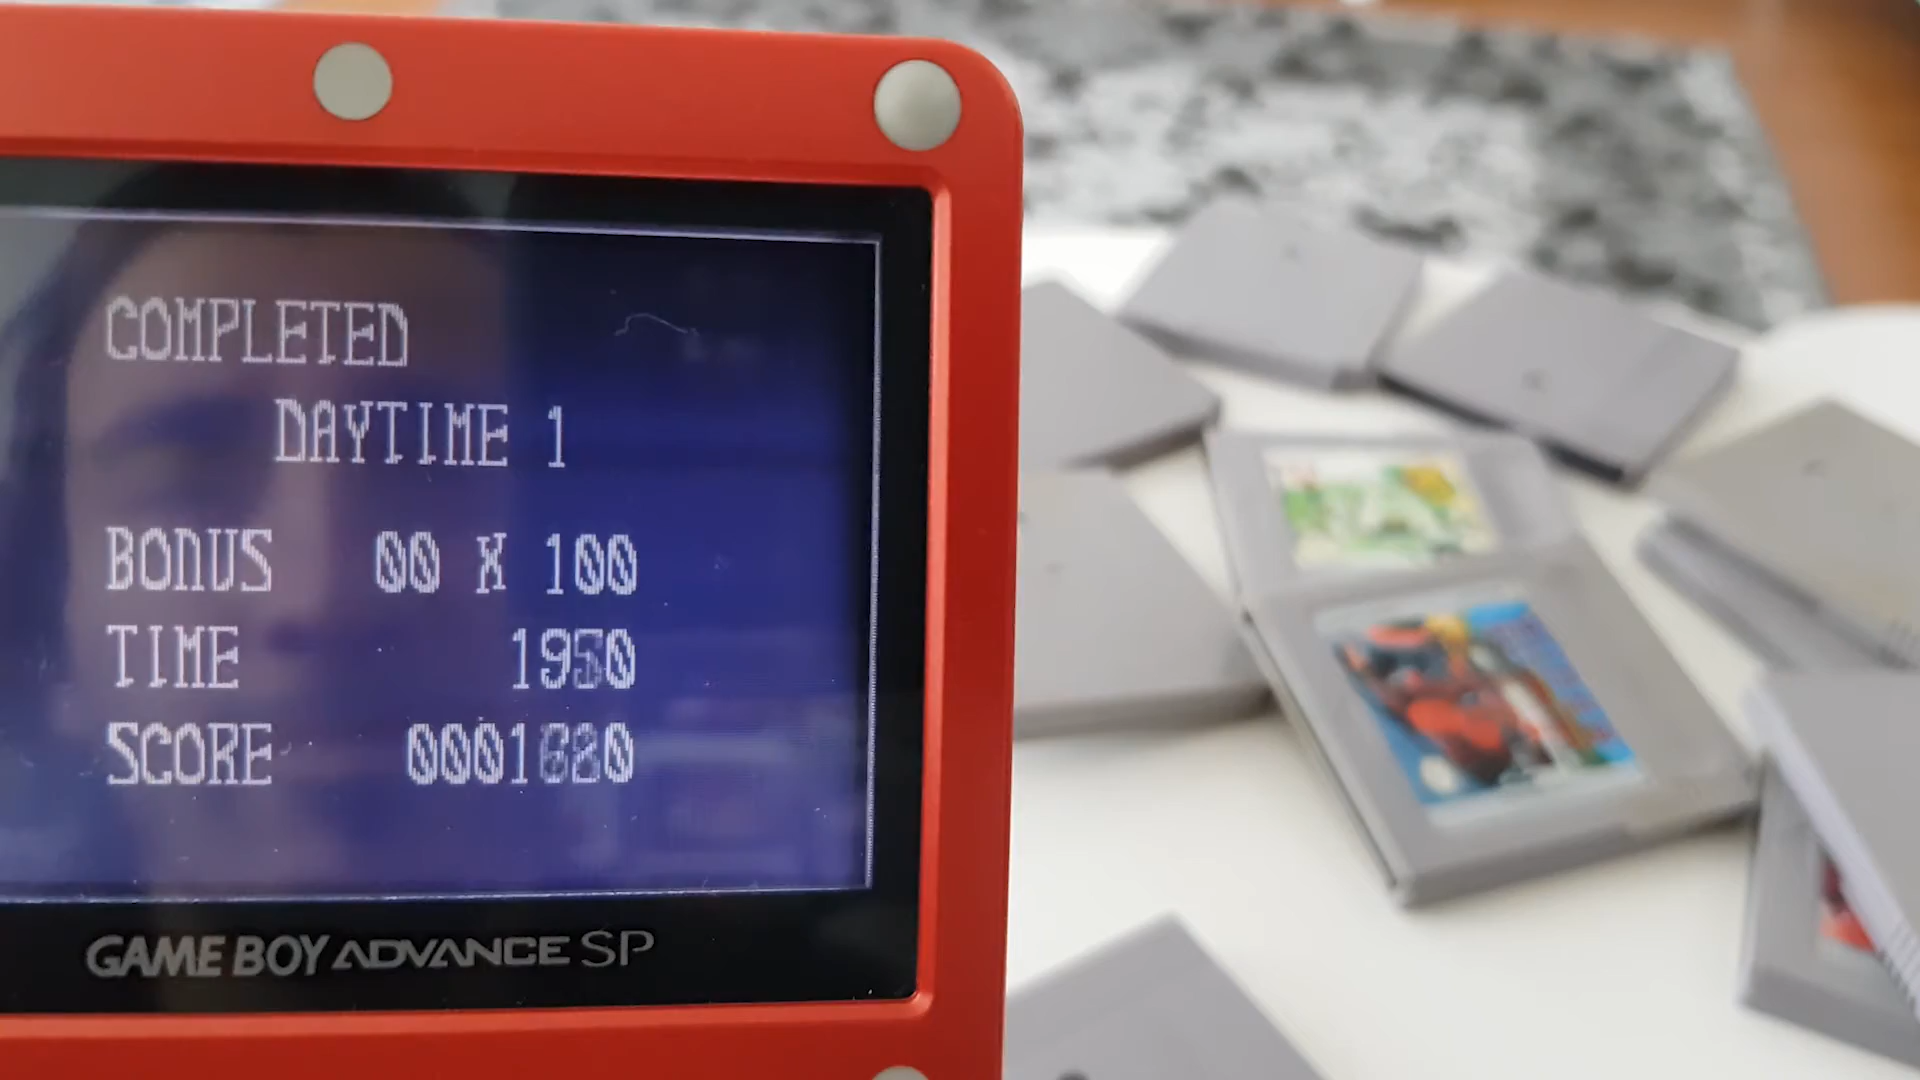 COMPLETED
DAYTIME 1
BONUS 00 X 100
TIME 1950
SCORE
GAME BOY ADVANCE SP